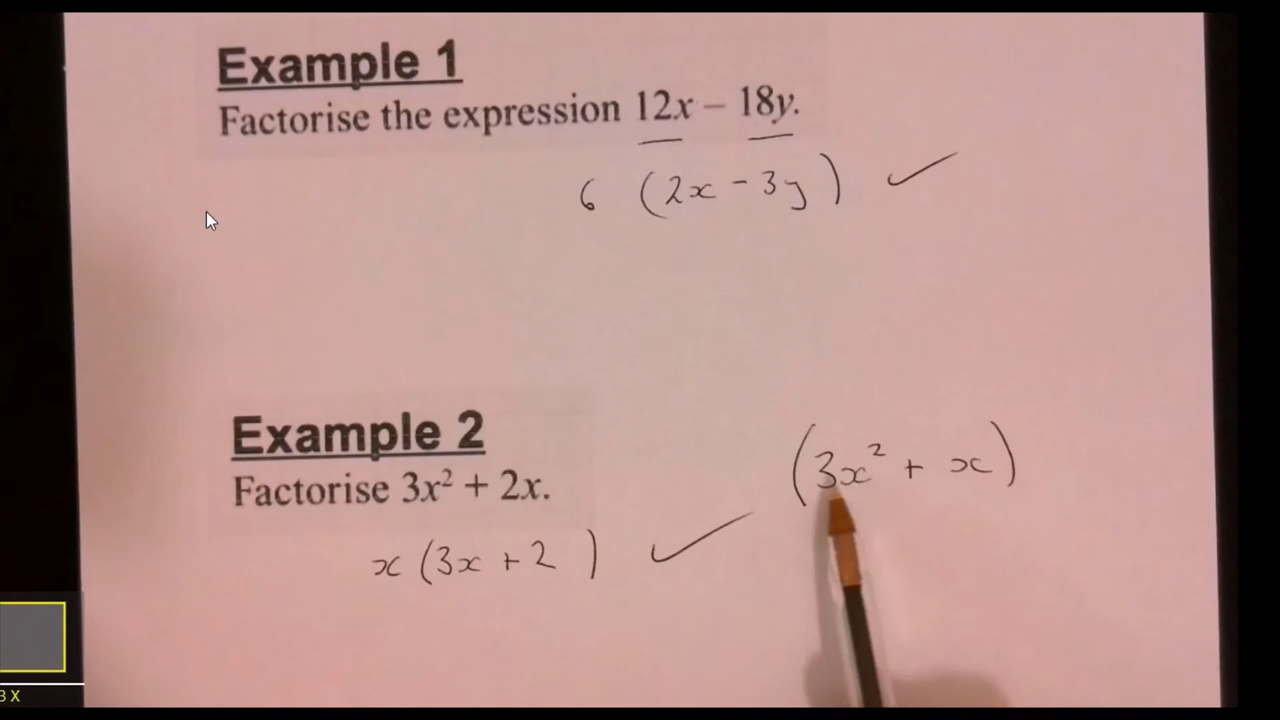 Example 1
Factorise the expression 12x – 18y.
6 (2x - 3y) ✓
Example 2
Factorise 3x² + 2x.
(3x² + x)
x(3x + 2 ) ✓
3 X